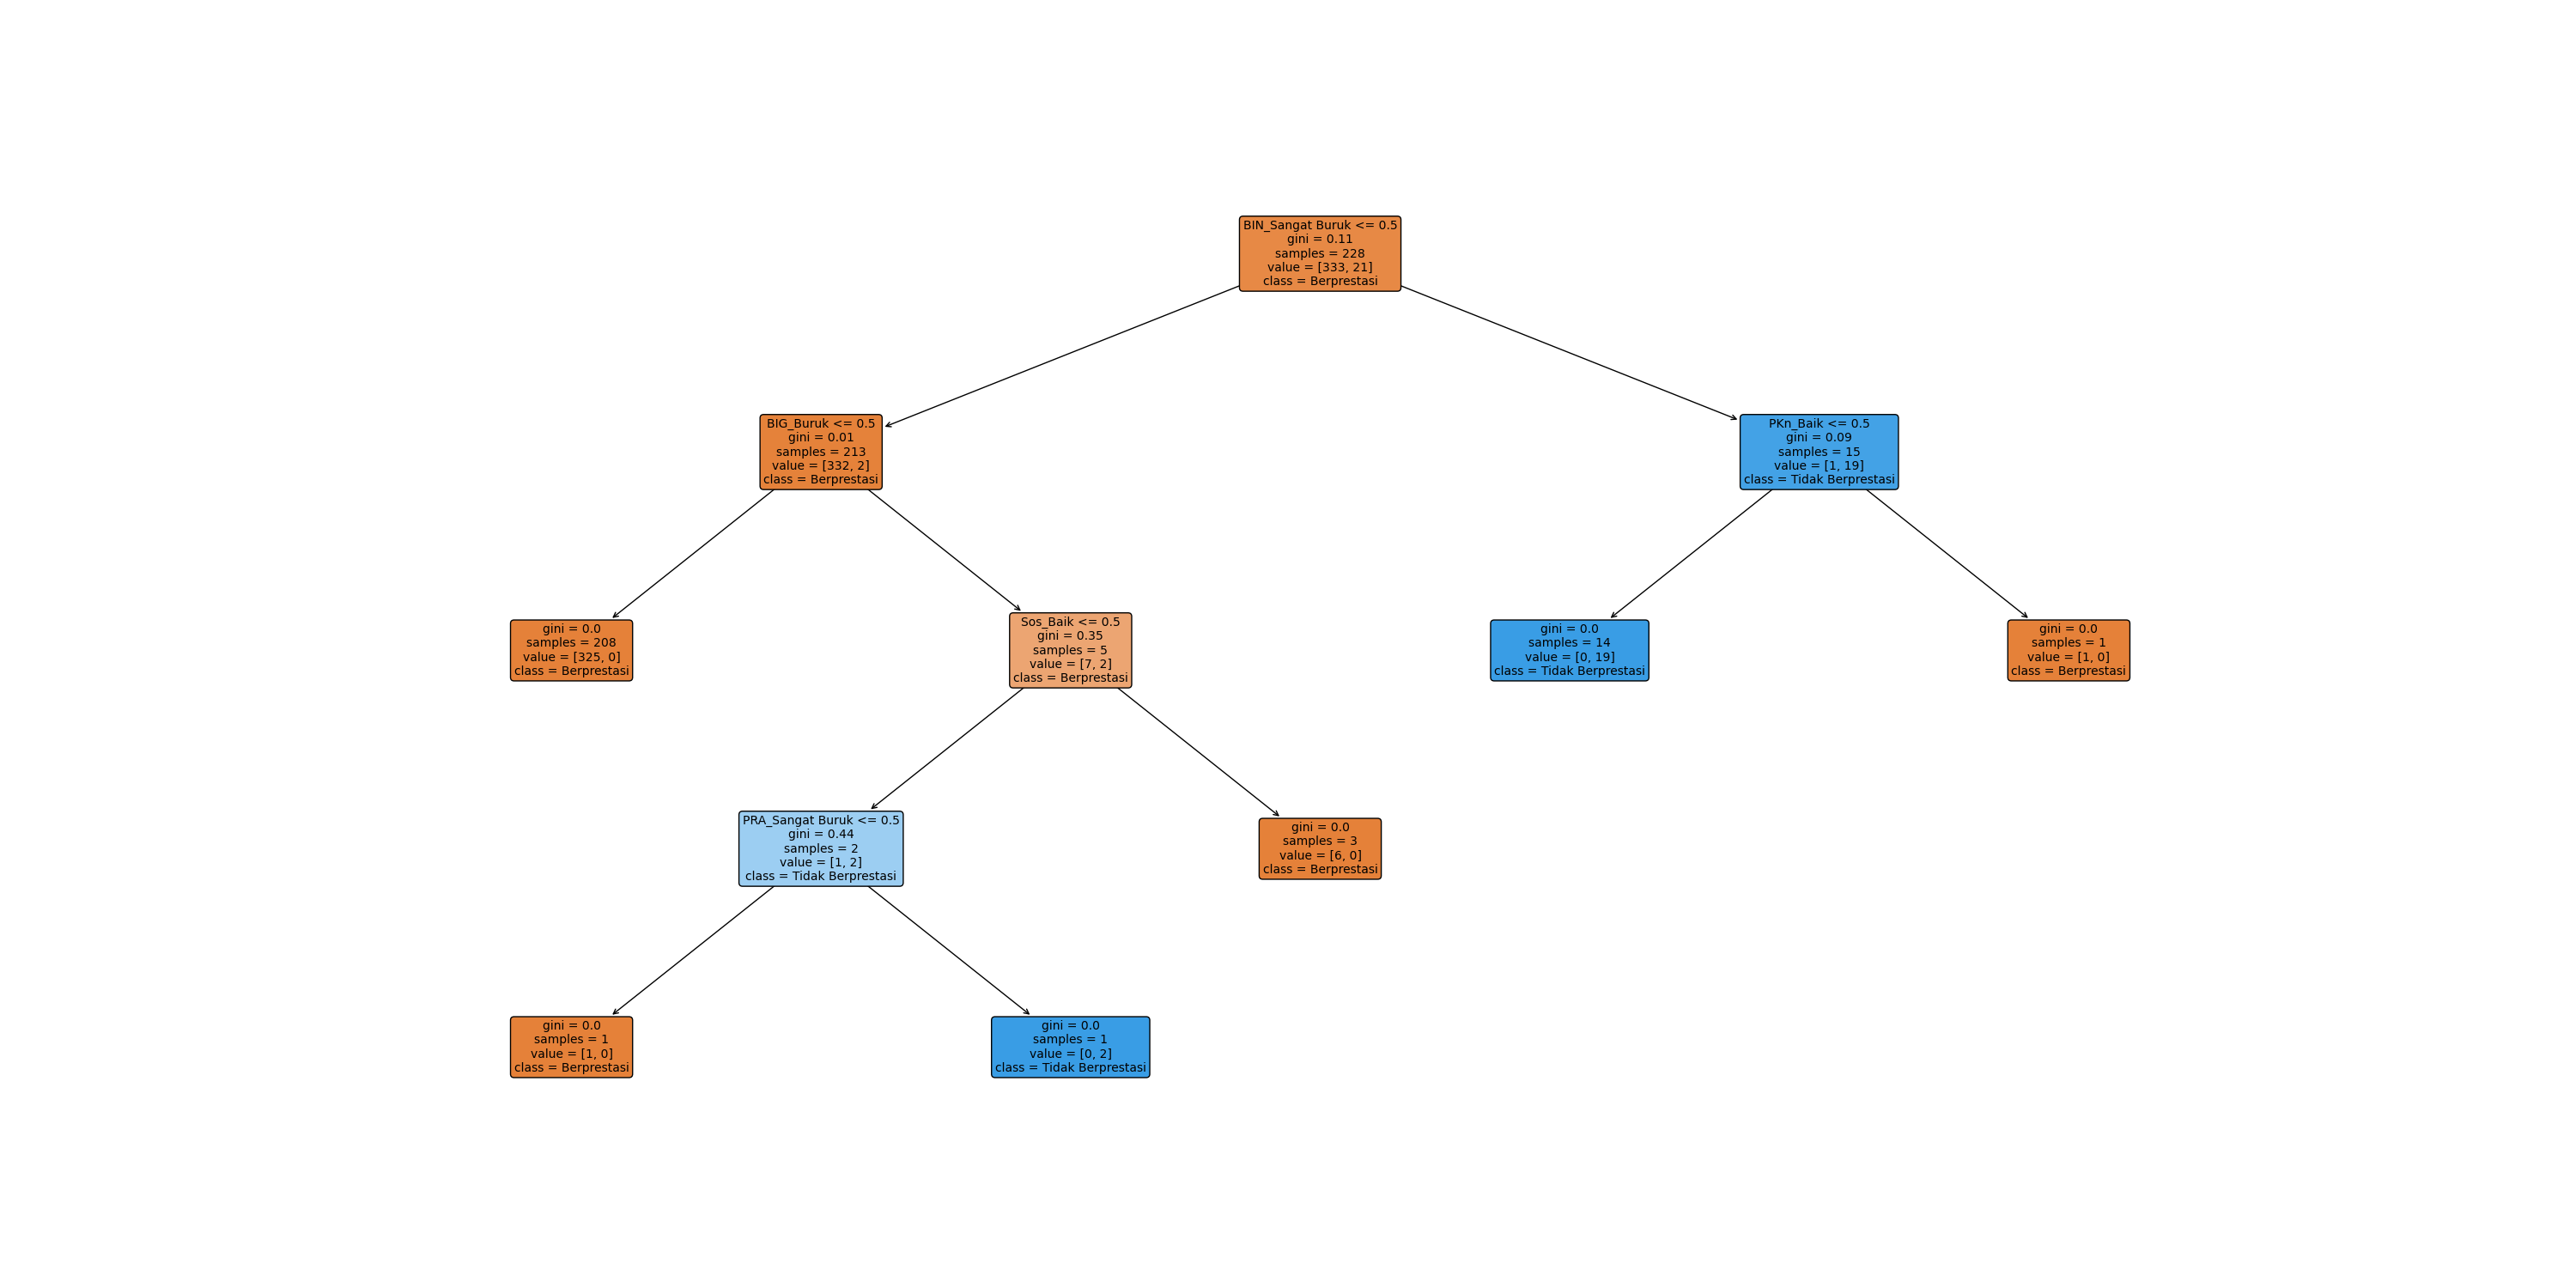 BIN_Sangat Buruk <= 0.5
gini = 0.11
samples = 228
value = [333, 21]
class = Berprestasi
BIG_Buruk <= 0.5
gini = 0.01
samples = 213
value = [332, 2]
class = Berprestasi
PKn_Baik <= 0.5
gini = 0.09
samples = 15
value = [1, 19]
class = Tidak Berprestasi
gini = 0.0
samples = 208
value = [325, 0]
class = Berprestasi
Sos_Baik <= 0.5
gini = 0.35
samples = 5
value = [7, 2]
class = Berprestasi
gini = 0.0
samples = 14
value = [0, 19]
class = Tidak Berprestasi
gini = 0.0
samples = 1
value = [1, 0]
class = Berprestasi
PRA_Sangat Buruk <= 0.5
gini = 0.44
samples = 2
value = [1, 2]
class = Tidak Berprestasi
gini = 0.0
samples = 3
value = [6, 0]
class = Berprestasi
gini = 0.0
samples = 1
value = [1, 0]
class = Berprestasi
gini = 0.0
samples = 1
value = [0, 2]
class = Tidak Berprestasi